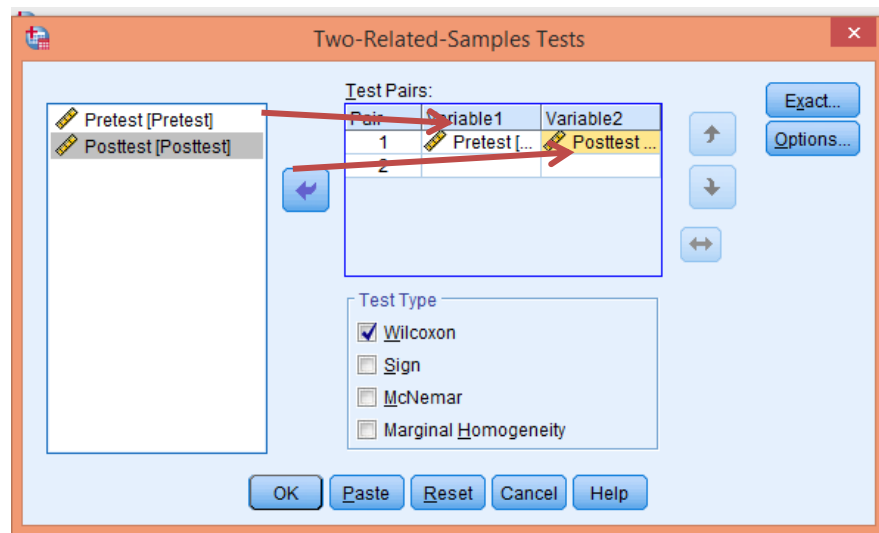 Two-Related-Samples Tests
×
Test Pairs:
Pretest [Pretest]
Posttest [Posttest]
Pair Variable1 Variable2
1 Pretest [... Posttest ...
2
Exact...
Options...
Test Type
Wilcoxon
Sign
McNemar
Marginal Homogeneity
OK Paste Reset Cancel Help